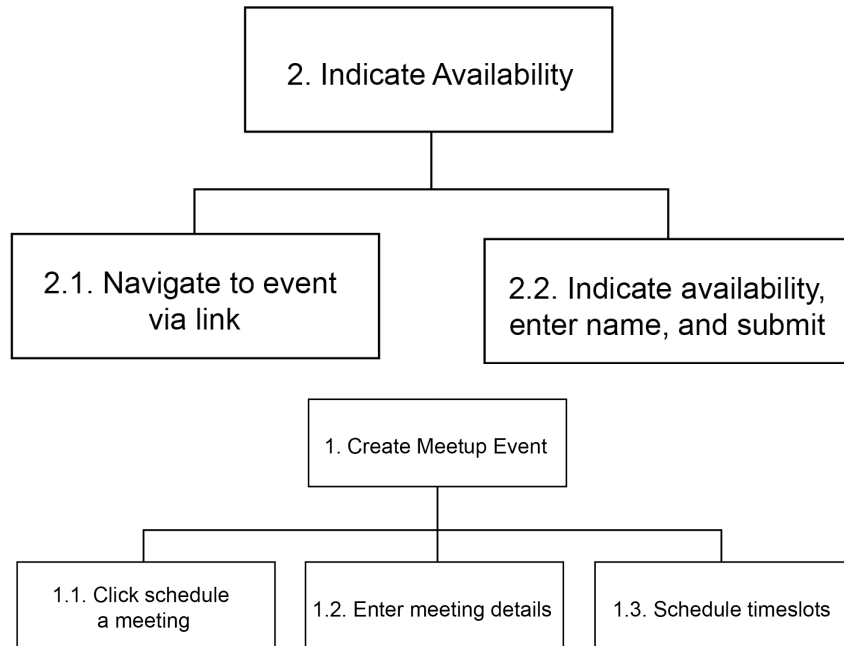 2. Indicate Availability
2.1. Navigate to event
via link
2.2. Indicate availability,
enter name, and submit
1. Create Meetup Event
1.1. Click schedule
a meeting
1.2. Enter meeting details
1.3. Schedule timeslots